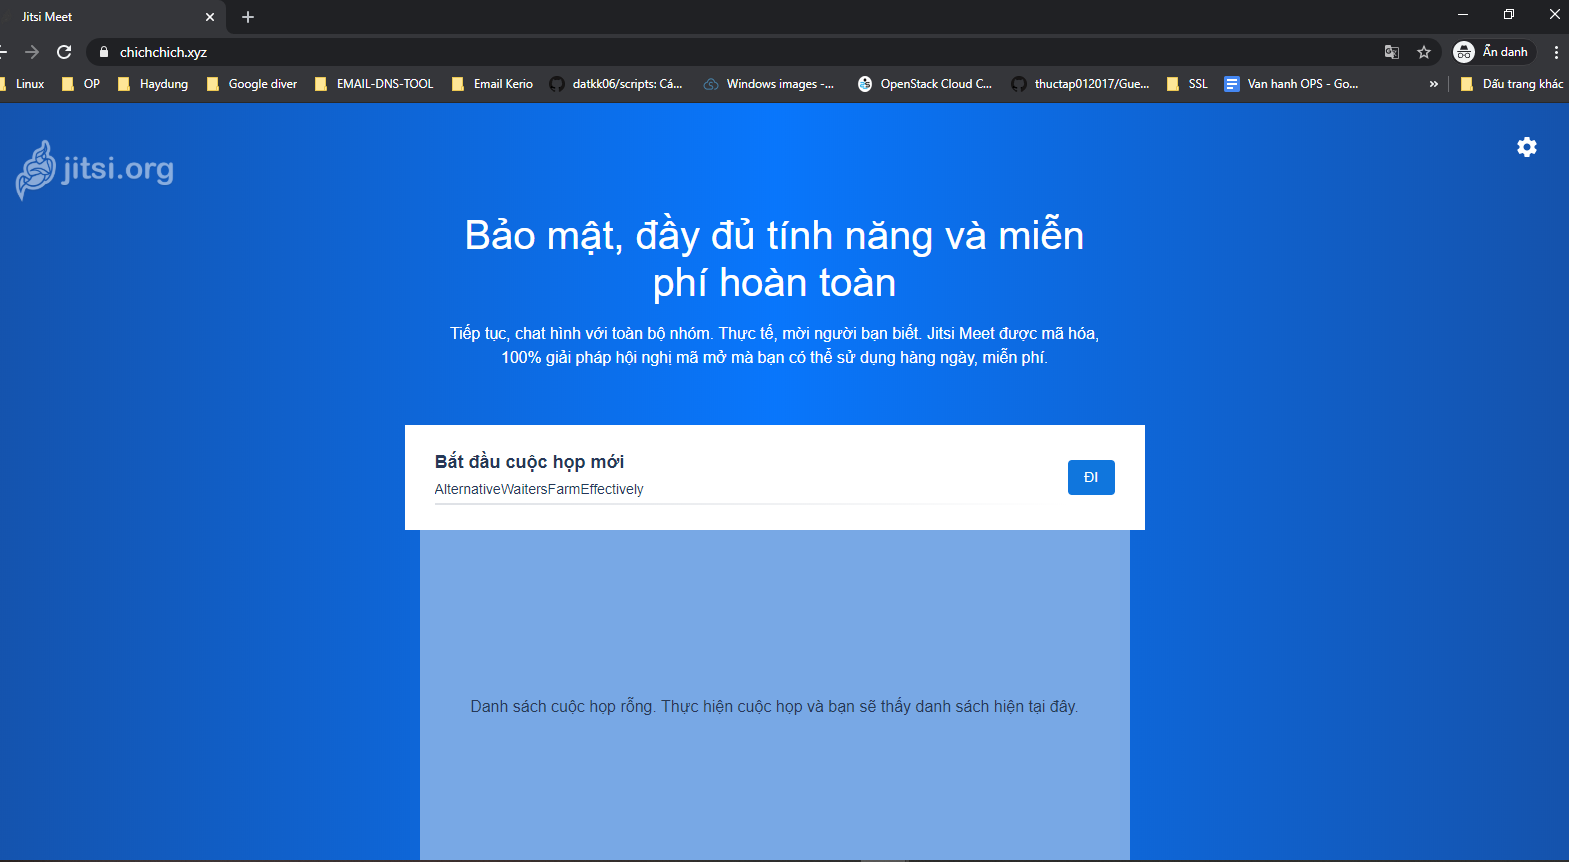 Jitsi Meet
chichchich.xyz
Ẩn danh
Linux OP Haydung Google diver EMAIL-DNS-TOOL Email Kerio datkk06/scripts: Cá... Windows images -... OpenStack Cloud C... thuctap012017/Gue... SSL Van hanh OPS - Go... » Dấu trang khác
jitsi.org
Bảo mật, đầy đủ tính năng và miễn
phí hoàn toàn
Tiếp tục, chat hình với toàn bộ nhóm. Thực tế, mời người bạn biết. Jitsi Meet được mã hóa,
100% giải pháp hội nghị mã mở mà bạn có thể sử dụng hàng ngày, miễn phí.
Bắt đầu cuộc họp mới
AlternativeWaitersFarmEffectively
ĐI
Danh sách cuộc họp rỗng. Thực hiện cuộc họp và bạn sẽ thấy danh sách hiện tại đây.